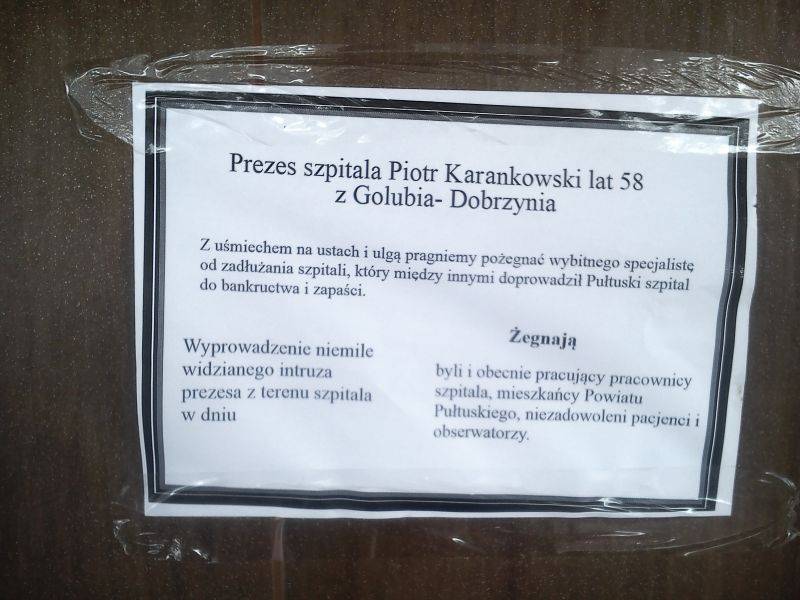 Prezes szpitala Piotr Karankowski lat 58
z Golubia- Dobrzynia
Z uśmiechem na ustach i ulgą pragniemy pożegnać wybitnego specjalistę
od zadłużania szpitali, który między innymi doprowadził Pułtuski szpital
do bankructwa i zapaści.
Wyprowadzenie niemile
widzianego intruza
prezesa z terenu szpitala
w dniu
Żegnają
byli i obecnie pracujący pracownicy
szpitala, mieszkańcy Powiatu
Pułtuskiego, niezadowoleni pacjenci i
obserwatorzy.